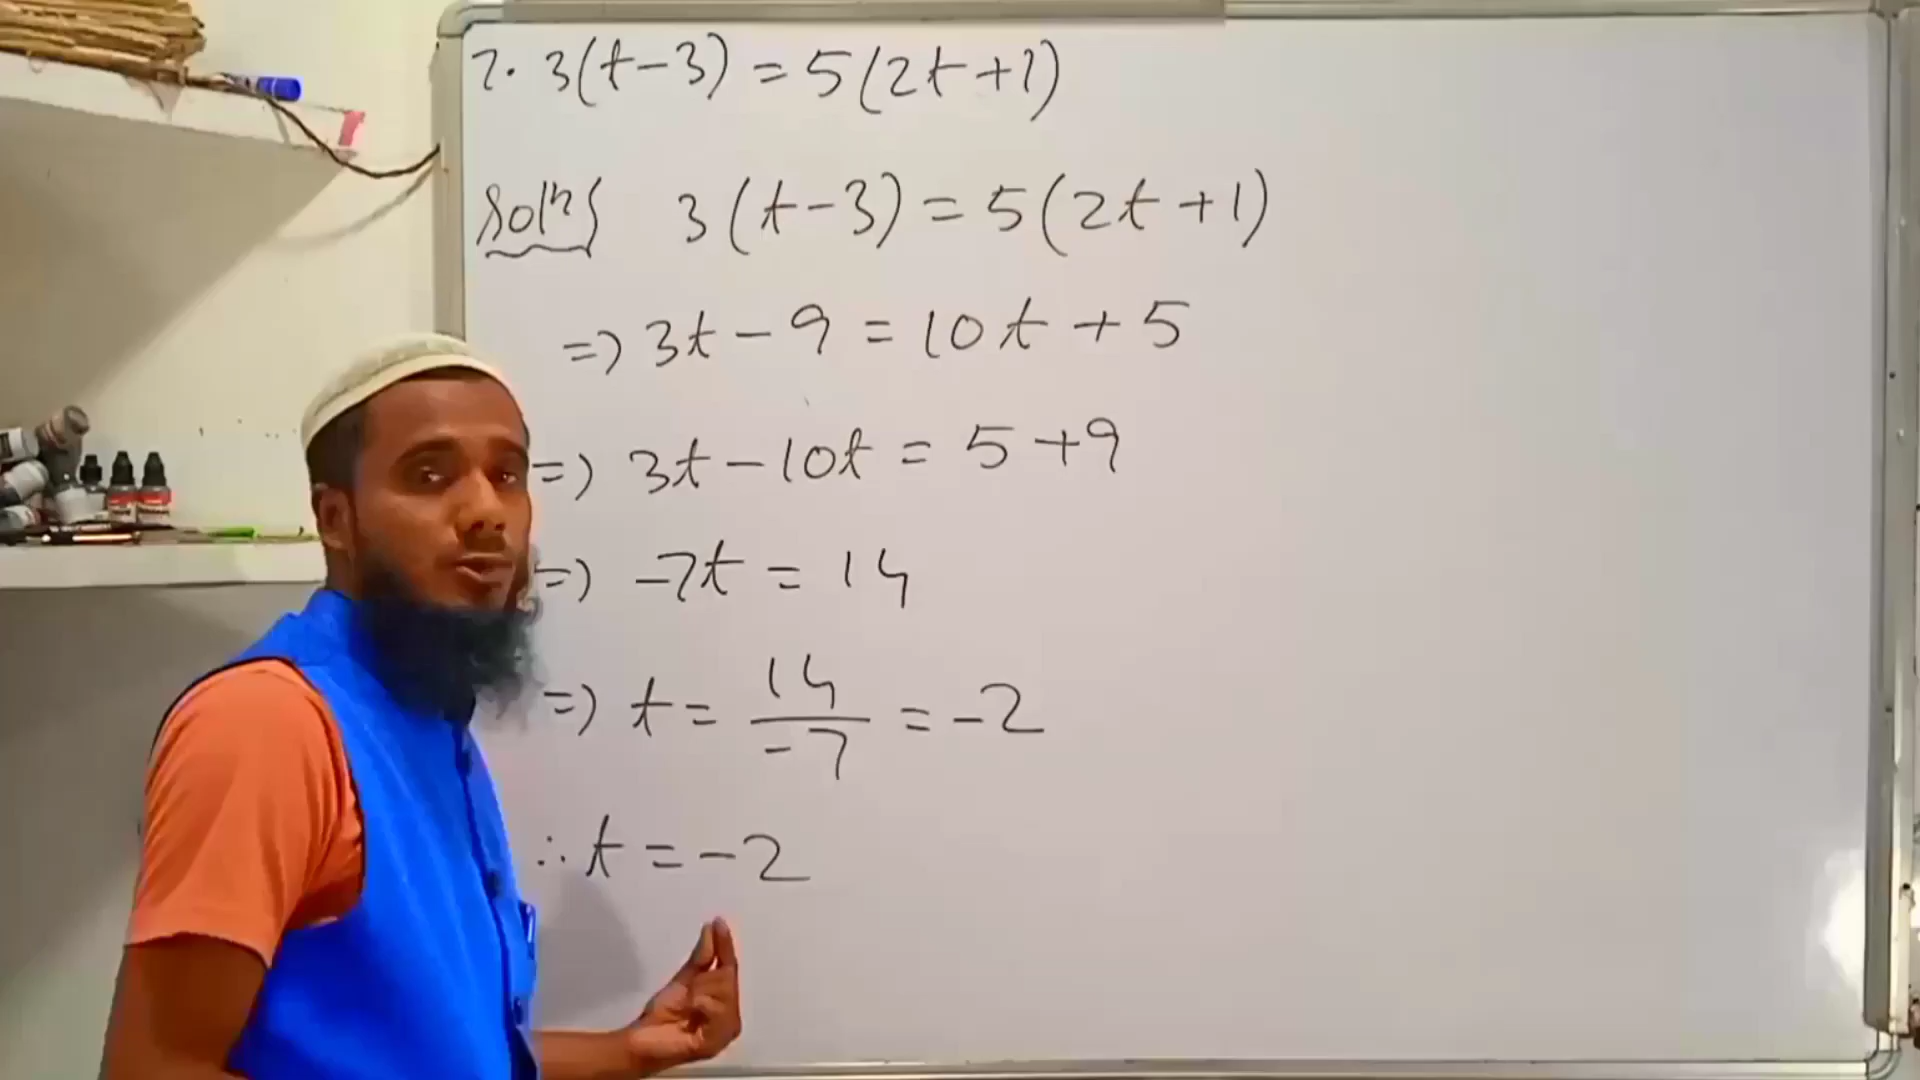 7. 3(t-3) = 5(2t+1)
Solⁿ 3(t-3) = 5(2t+1)
=> 3t - 9 = 10t + 5
=> 3t - 10t = 5 + 9
=> -7t = 14
=> t = 14/-7 = -2
∴ t = -2